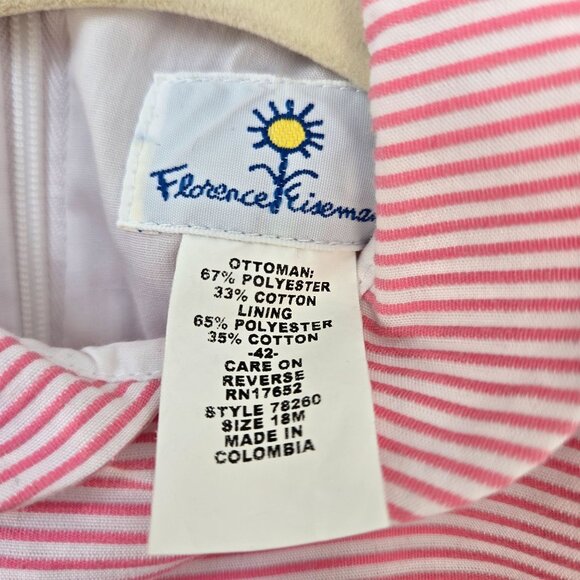 Florence Eisema
OTTOMAN:
67% POLYESTER
33% COTTON
LINING
65% POLYESTER
35% COTTON
-42-
CARE ON
REVERSE
RN17652
STYLE 78260
SIZE 18M
MADE IN
COLOMBIA